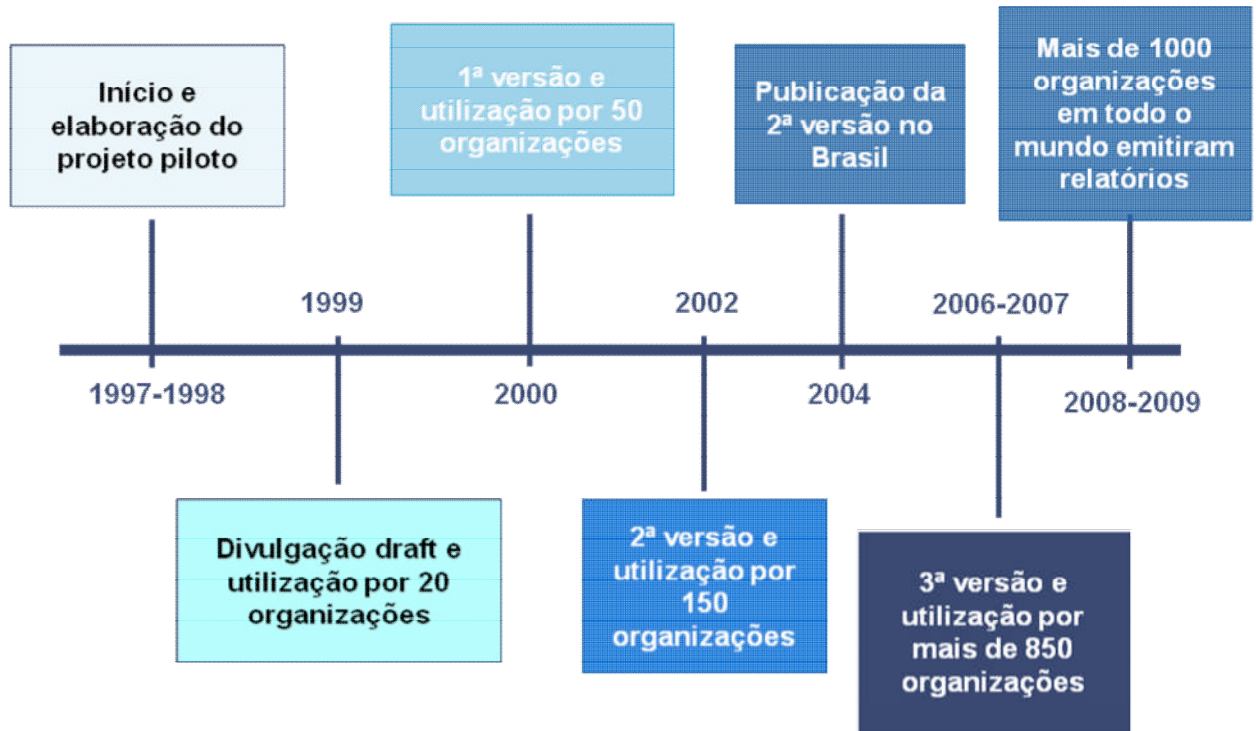 Início e
elaboração do
projeto piloto
1ª versão e
utilização por 50
organizações
Publicação da
2ª versão no
Brasil
Mais de 1000
organizações
em todo o
mundo emitiram
relatórios
1999
2002
2006-2007
1997-1998
2000
2004
2008-2009
Divulgação draft e
utilização por 20
organizações
2ª versão e
utilização por
150
organizações
3ª versão e
utilização por
mais de 850
organizações